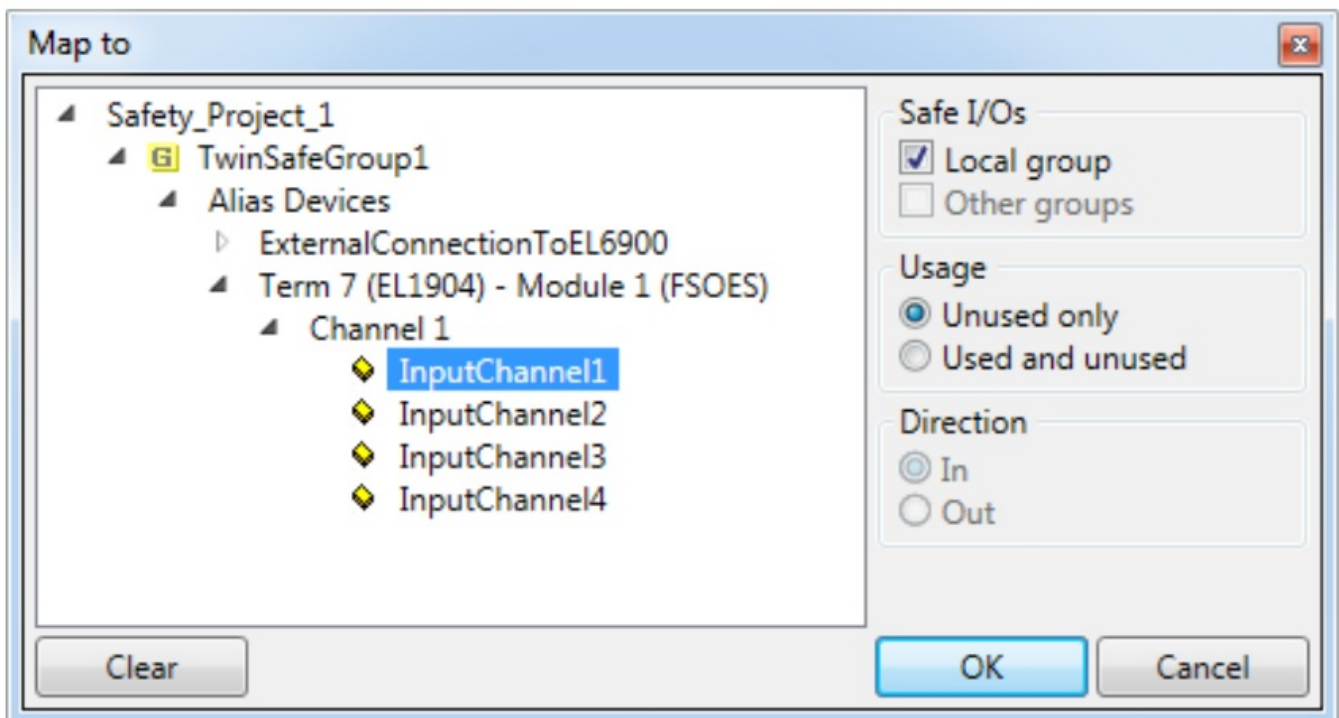 Map to
Safety_Project_1
G TwinSafeGroup1
Alias Devices
ExternalConnectionToEL6900
Term 7 (EL1904) - Module 1 (FSOES)
Channel 1
InputChannel1
InputChannel2
InputChannel3
InputChannel4
Safe I/Os
Local group
Other groups
Usage
Unused only
Used and unused
Direction
In
Out
Clear
OK
Cancel